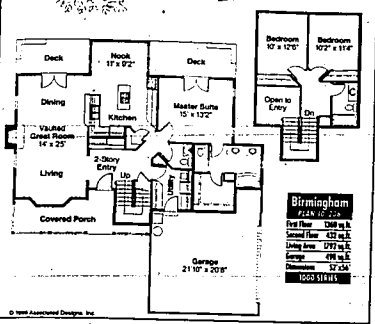 Deck
Nook
11' x 9'2"
Deck
Dining
Kitchen
Master Suite
15' x 13'2"
Vaulted
Great Room
14' x 25'
2-Story
Entry
Living
Up
Utility
Covered Porch
Garage
21'10" x 20'8"
Bedroom
10' x 12'6"
Bedroom
10'2" x 11'4"
Open to
Entry
Dn
Birmingham
PLAN ID 236
First Floor 1360 sq.ft.
Second Floor 432 sq.ft.
Living Area 1792 sq.ft.
Garage 498 sq.ft.
Dimensions 52'x56'
1000 SERIES
Associated Designs, Inc.